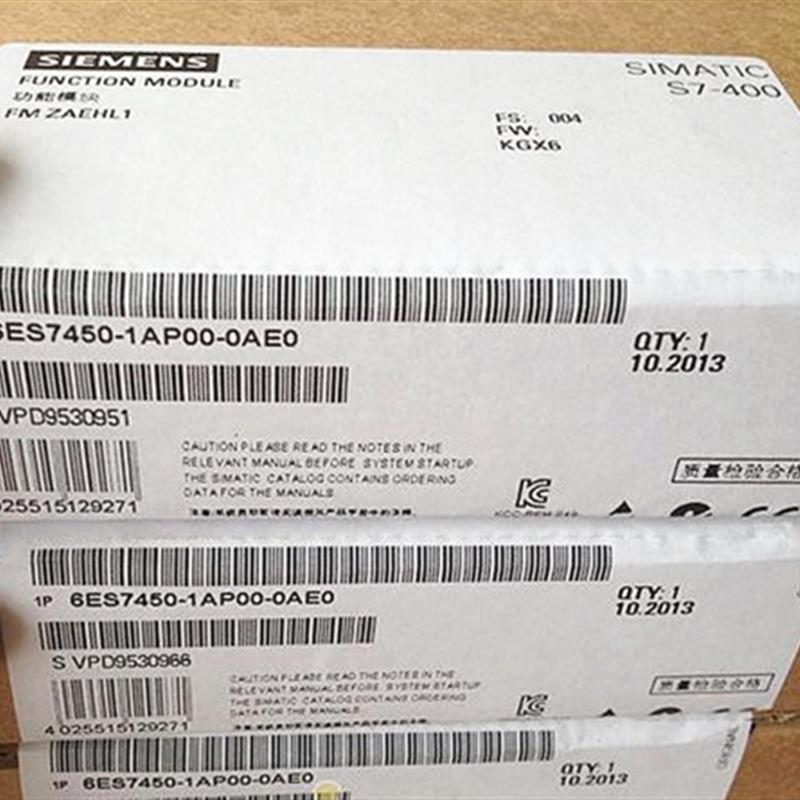 SIEMENS
FUNCTION MODULE
功能模块
FM ZAEHL1
SIMATIC
S7-400
FS: 004
FW:
KGX6
6ES7450-1AP00-0AE0
QTY: 1
10.2013
VPD9530951
CAUTION PLEASE READ THE NOTES IN THE
RELEVANT MANUAL BEFORE SYSTEM STARTUP
THE SIMATIC CATALOG CONTAINS ORDERING
DATA FOR THE MANUALS
质量检验合格
025515129271
1P 6ES7450-1AP00-0AE0
QTY: 1
10.2013
S VPD9530966
CAUTION PLEASE READ THE NOTES IN THE
RELEVANT MANUAL BEFORE SYSTEM STARTUP
THE SIMATIC CATALOG CONTAINS ORDERING
DATA FOR THE MANUALS
质量检验合格
4 025515129271
1P 6ES7450-1AP00-0AE0
QTY: 1
10.2013